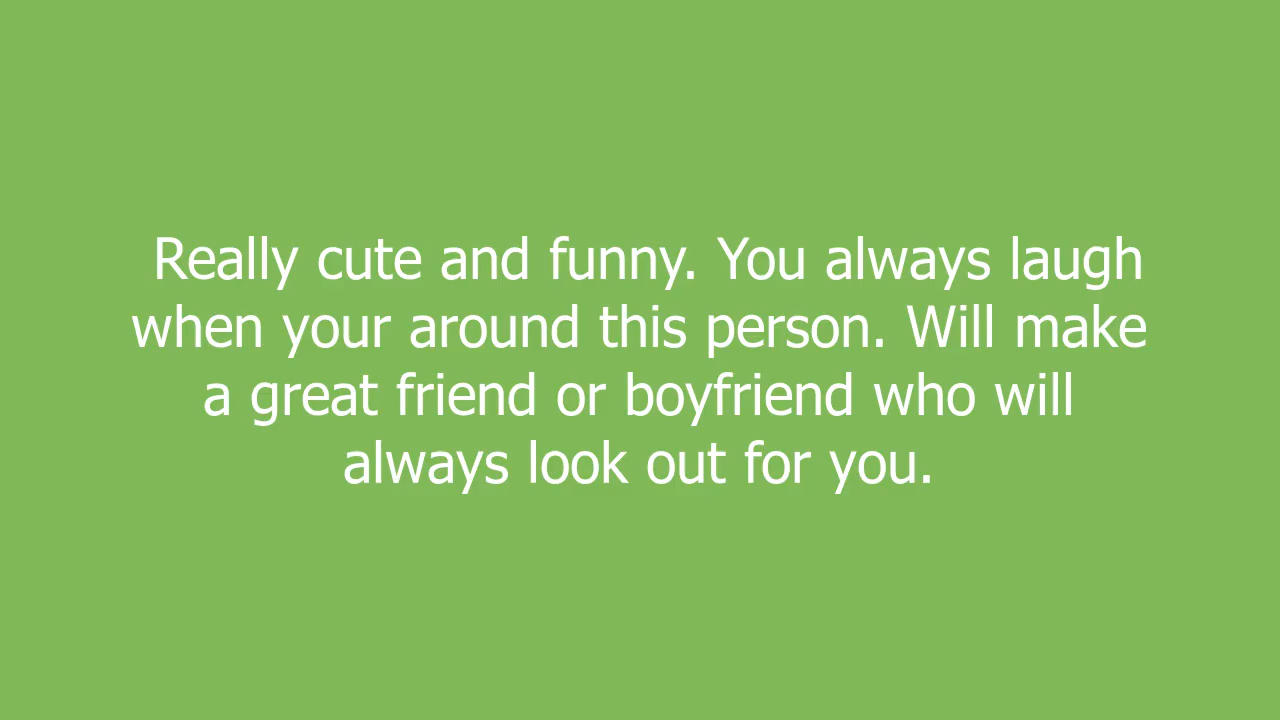 Really cute and funny. You always laugh
when your around this person. Will make
a great friend or boyfriend who will
always look out for you.